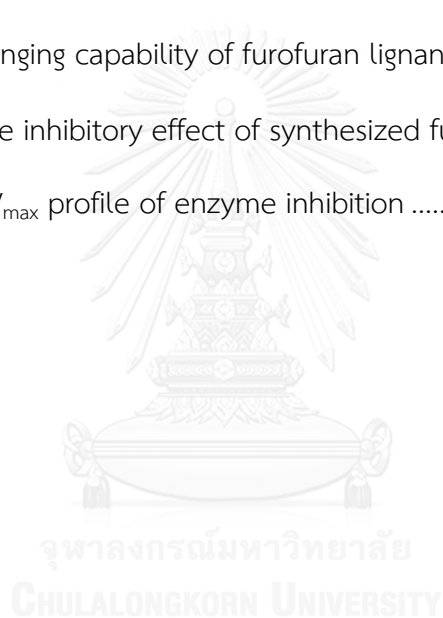 nging capability of furofuran lignan
e inhibitory effect of synthesized fu
max profile of enzyme inhibition .....
จุฬาลงกรณ์มหาวิทยาลัย
CHULALONGKORN UNIVERSITY